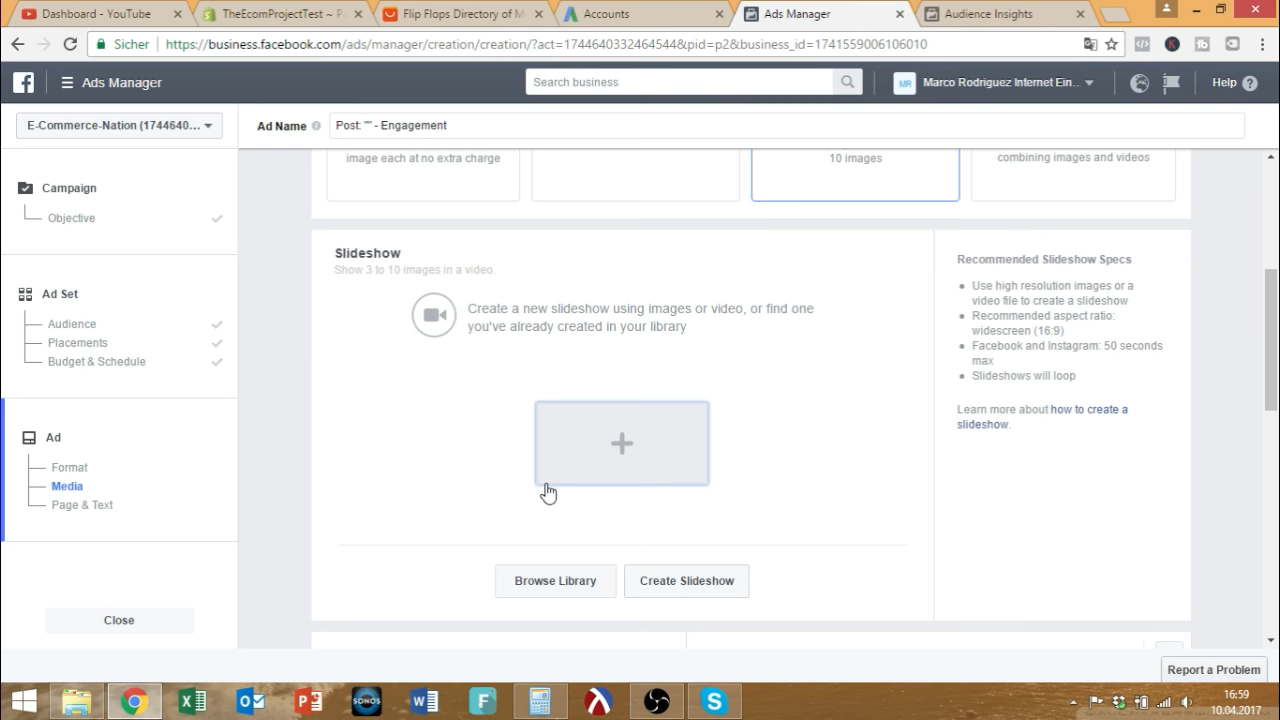 Dashboard - YouTube
TheEcomProjectTest ~ P
Flip Flops Directory of M
Accounts
Ads Manager
Audience Insights
Sicher
https://business.facebook.com/ads/manager/creation/creation/?act=1744640332464544&pid=p2&business_id=1741559006106010
Ads Manager
Search business
MR
Marco Rodriguez Internet Ein...
Help
E-Commerce-Nation (1744640...
Ad Name
Post: "" - Engagement
image each at no extra charge
10 images
combining images and videos
Campaign
Objective
Ad Set
Audience
Placements
Budget & Schedule
Ad
Format
Media
Page & Text
Close
Slideshow
Show 3 to 10 images in a video.
Create a new slideshow using images or video, or find one
you've already created in your library
Browse Library
Create Slideshow
Recommended Slideshow Specs
Use high resolution images or a
video file to create a slideshow
Recommended aspect ratio:
widescreen (16:9)
Facebook and Instagram: 50 seconds
max
Slideshows will loop
Learn more about how to create a
slideshow.
Report a Problem
SONOS
16:59
10.04.2017